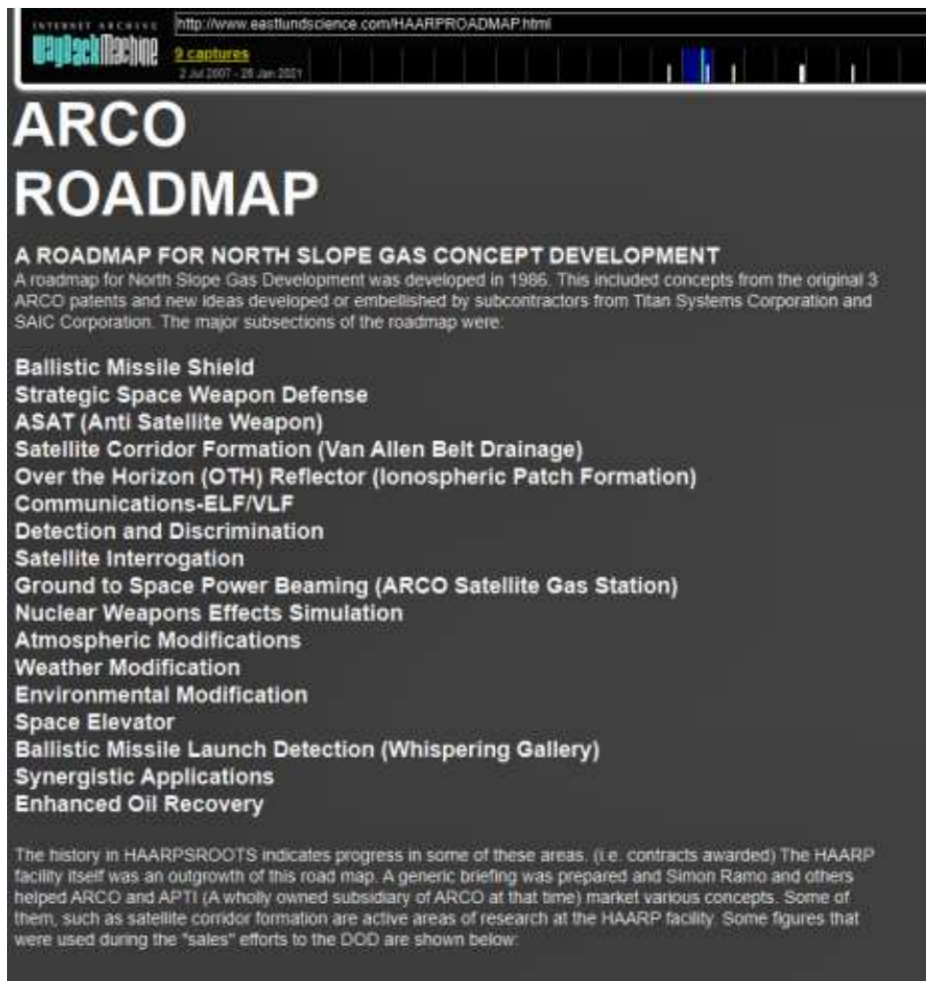 INTERNET ARCHIVE
WayBackMachine
http://www.eastlundscience.com/HAARPROADMAP.html
9 captures
2 Jul 2007 - 26 Jan 2021
ARCO
ROADMAP
A ROADMAP FOR NORTH SLOPE GAS CONCEPT DEVELOPMENT
A roadmap for North Slope Gas Development was developed in 1986. This included concepts from the original 3
ARCO patents and new ideas developed or embellished by subcontractors from Titan Systems Corporation and
SAIC Corporation. The major subsections of the roadmap were:
Ballistic Missile Shield
Strategic Space Weapon Defense
ASAT (Anti Satellite Weapon)
Satellite Corridor Formation (Van Allen Belt Drainage)
Over the Horizon (OTH) Reflector (Ionospheric Patch Formation)
Communications-ELF/VLF
Detection and Discrimination
Satellite Interrogation
Ground to Space Power Beaming (ARCO Satellite Gas Station)
Nuclear Weapons Effects Simulation
Atmospheric Modifications
Weather Modification
Environmental Modification
Space Elevator
Ballistic Missile Launch Detection (Whispering Gallery)
Synergistic Applications
Enhanced Oil Recovery
The history in HAARPSROOTS indicates progress in some of these areas. (i.e. contracts awarded) The HAARP
facility itself was an outgrowth of this road map. A generic briefing was prepared and Simon Ramo and others
helped ARCO and APTI (A wholly owned subsidiary of ARCO at that time) market various concepts. Some of
them, such as satellite corridor formation are active areas of research at the HAARP facility. Some figures that
were used during the "sales" efforts to the DOD are shown below: